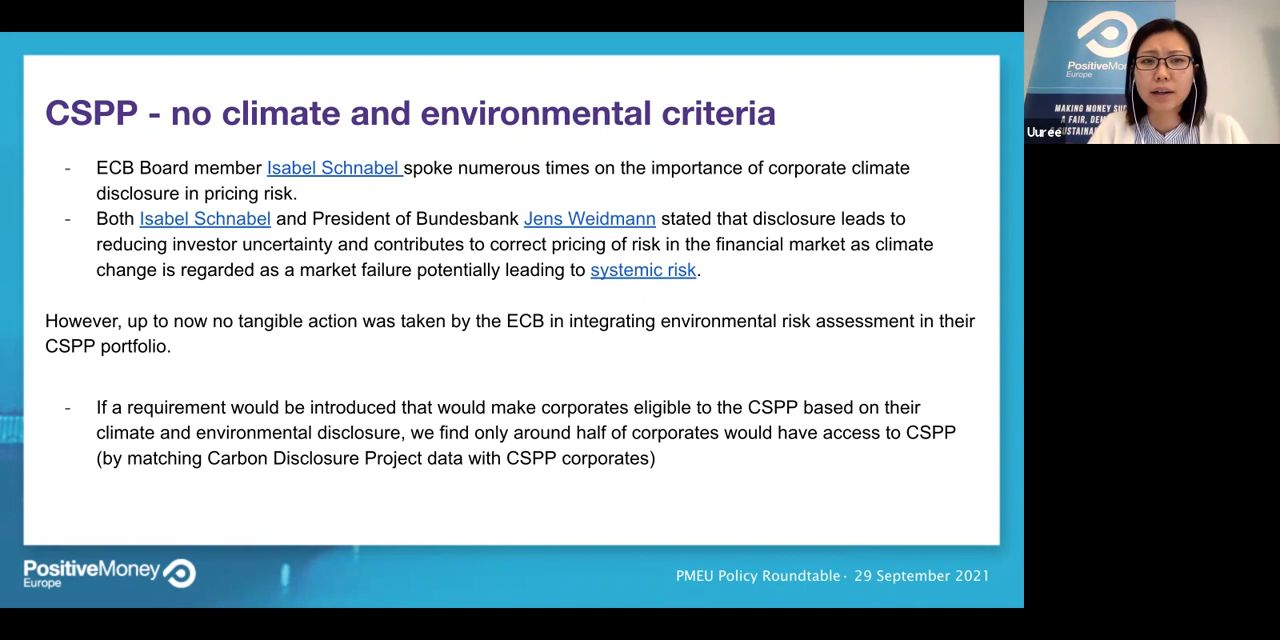 CSPP - no climate and environmental criteria
- ECB Board member Isabel Schnabel spoke numerous times on the importance of corporate climate
disclosure in pricing risk.
- Both Isabel Schnabel and President of Bundesbank Jens Weidmann stated that disclosure leads to
reducing investor uncertainty and contributes to correct pricing of risk in the financial market as climate
change is regarded as a market failure potentially leading to systemic risk.
However, up to now no tangible action was taken by the ECB in integrating environmental risk assessment in their
CSPP portfolio.
- If a requirement would be introduced that would make corporates eligible to the CSPP based on their
climate and environmental disclosure, we find only around half of corporates would have access to CSPP
(by matching Carbon Disclosure Project data with CSPP corporates)
PositiveMoney
Europe
PMEU Policy Roundtable · 29 September 2021
PositiveMo
Europe
MAKING MONEY
A FAIR,
Uuree